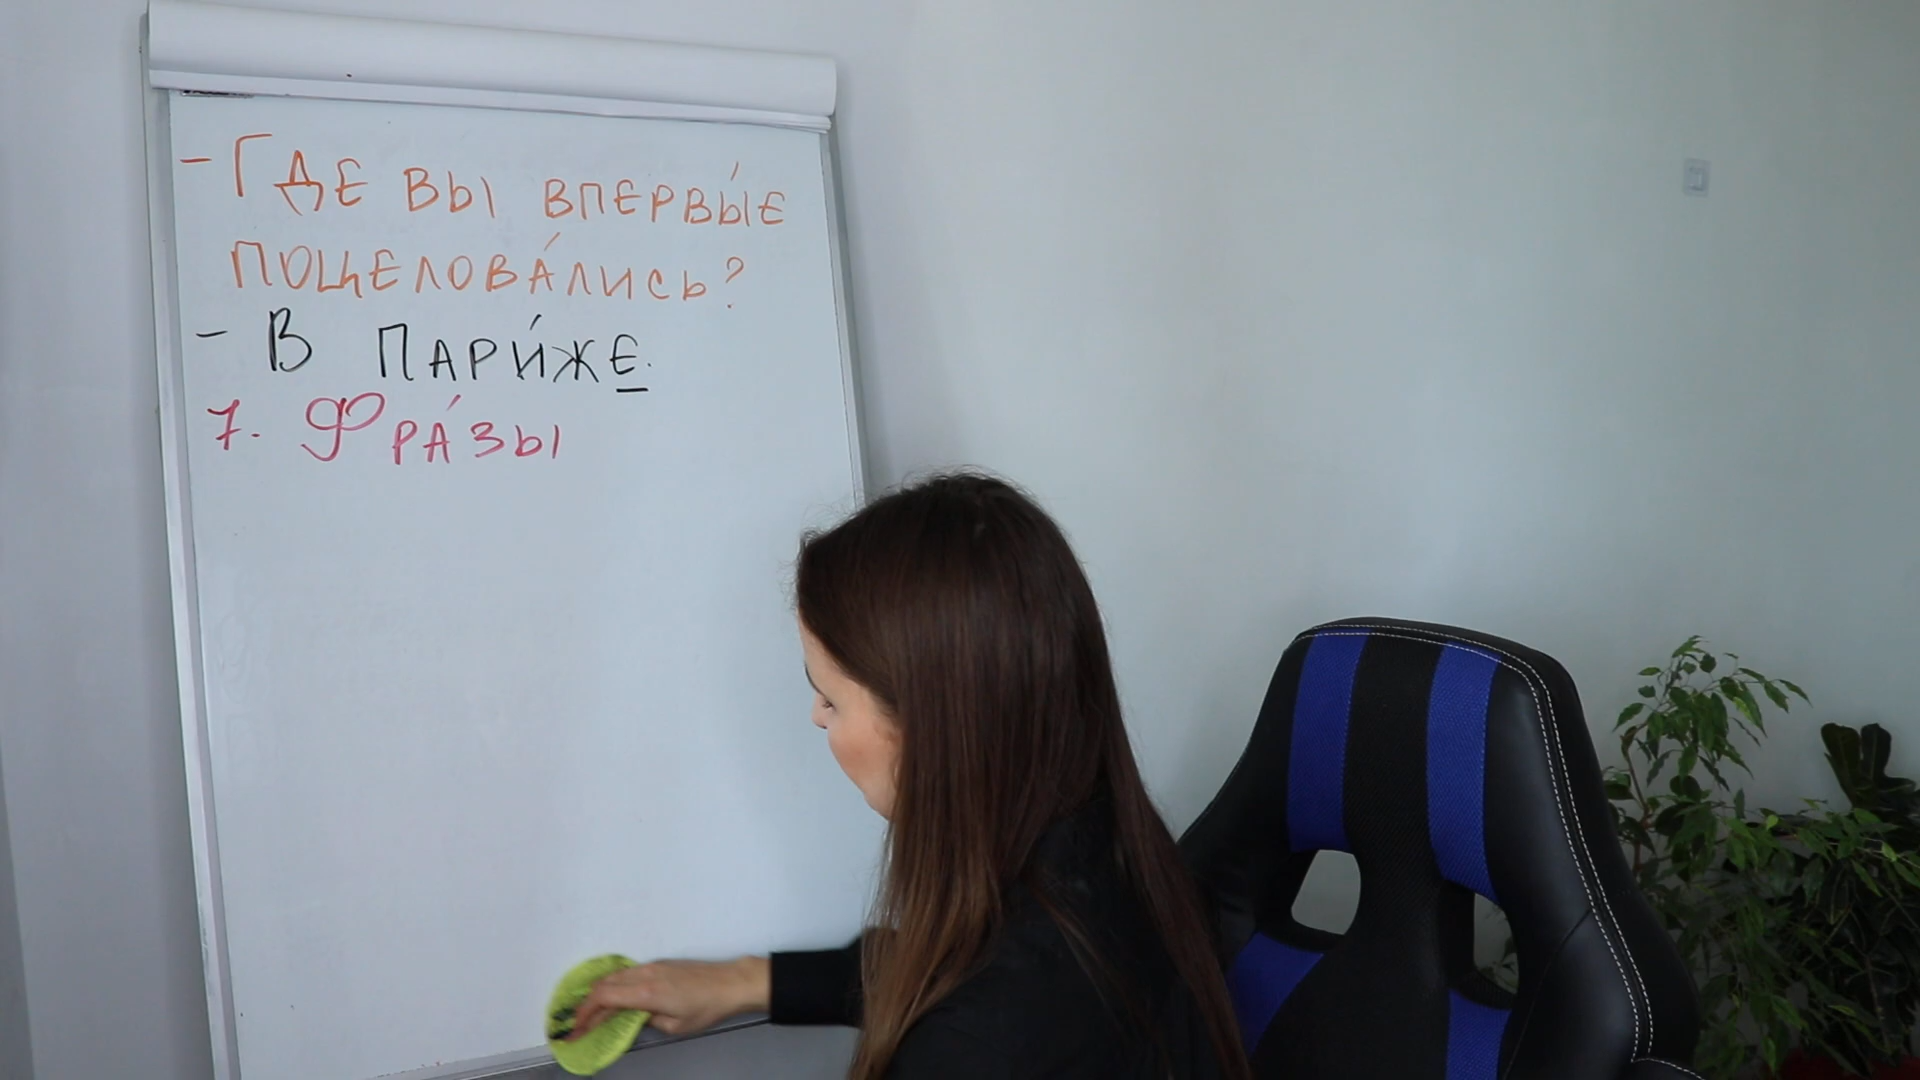 - Где вы впервы́е
поцелова́лись?
- В Пари́же.
7. Фра́зы